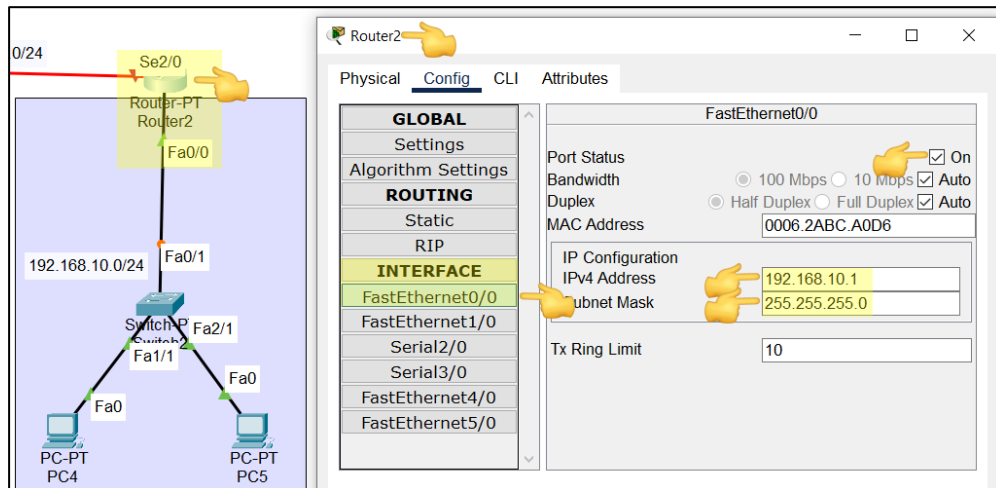 0/24
Se2/0
Router-PT
Router2
Fa0/0
Fa0/1
192.168.10.0/24
Fa2/1
Fa1/1
Fa0
Fa0
PC-PT
PC4
PC-PT
PC5
Router2
Physical Config CLI Attributes
GLOBAL
Settings
Algorithm Settings
ROUTING
Static
RIP
INTERFACE
FastEthernet0/0
FastEthernet1/0
Serial2/0
Serial3/0
FastEthernet4/0
FastEthernet5/0
FastEthernet0/0
Port Status On
Bandwidth 100 Mbps 10 Mbps Auto
Duplex Half Duplex Full Duplex Auto
MAC Address 0006.2ABC.A0D6
IP Configuration
IPv4 Address 192.168.10.1
Subnet Mask 255.255.255.0
Tx Ring Limit 10